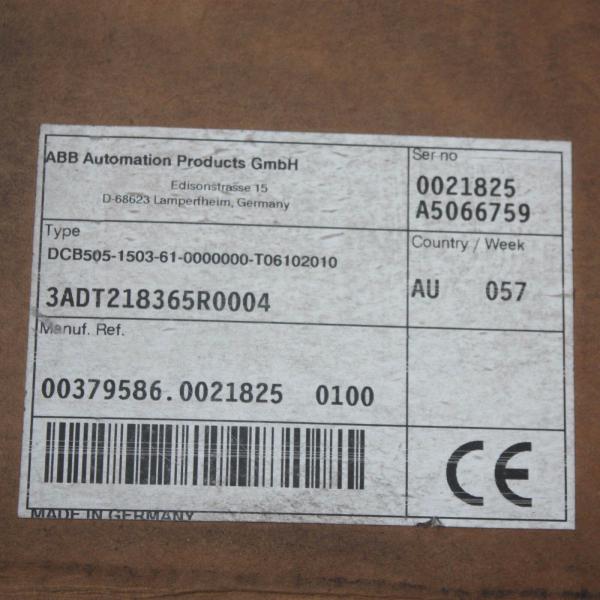 ABB Automation Products GmbH
Edisonstrasse 15
D-68623 Lampertheim, Germany
Ser no
0021825
A5066759
Type
DCB505-1503-61-0000000-T06102010
3ADT218365R0004
Country / Week
AU 057
Manuf. Ref.
00379586.0021825 0100
CE
MADE IN GERMANY